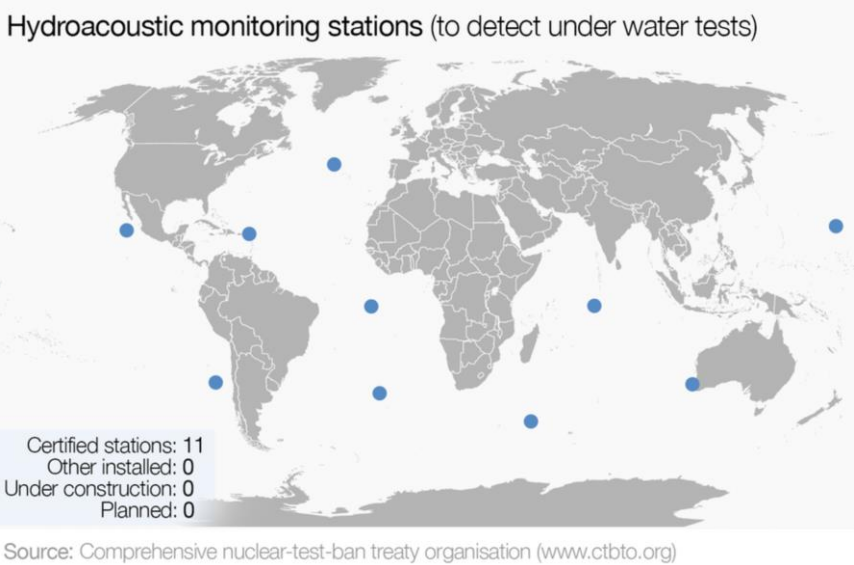 Hydroacoustic monitoring stations (to detect under water tests)
Certified stations: 11
Other installed: 0
Under construction: 0
Planned: 0
Source: Comprehensive nuclear-test-ban treaty organisation (www.ctbto.org)